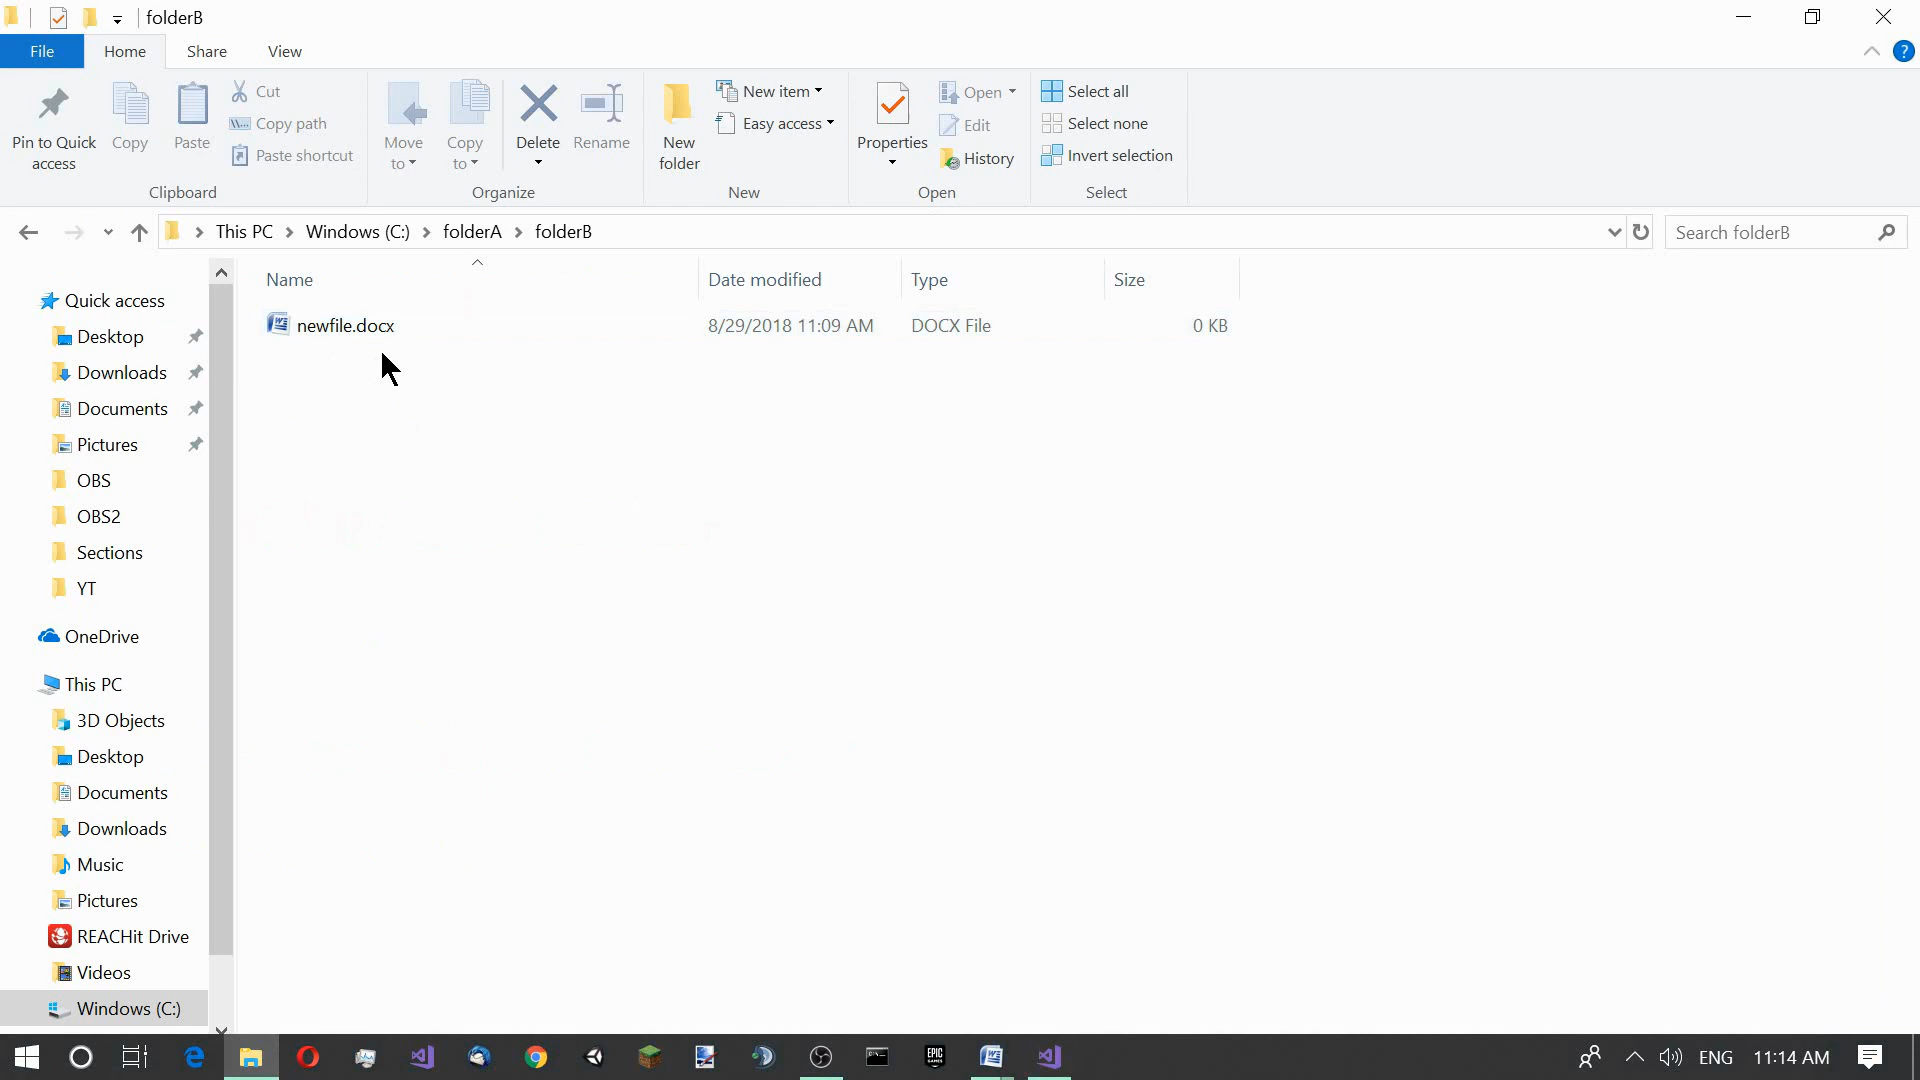 folderB
File
Home
Share
View
Pin to Quick access
Copy
Paste
Cut
Copy path
Paste shortcut
Clipboard
Move to
Copy to
Delete
Rename
Organize
New folder
New item
Easy access
New
Properties
Open
Edit
History
Open
Select all
Select none
Invert selection
Select
This PC > Windows (C:) > folderA > folderB
Search folderB
Name
Date modified
Type
Size
newfile.docx
8/29/2018 11:09 AM
DOCX File
0 KB
Quick access
Desktop
Downloads
Documents
Pictures
OBS
OBS2
Sections
YT
OneDrive
This PC
3D Objects
Desktop
Documents
Downloads
Music
Pictures
REACHit Drive
Videos
Windows (C:)
EPIC GAMES
ENG
11:14 AM